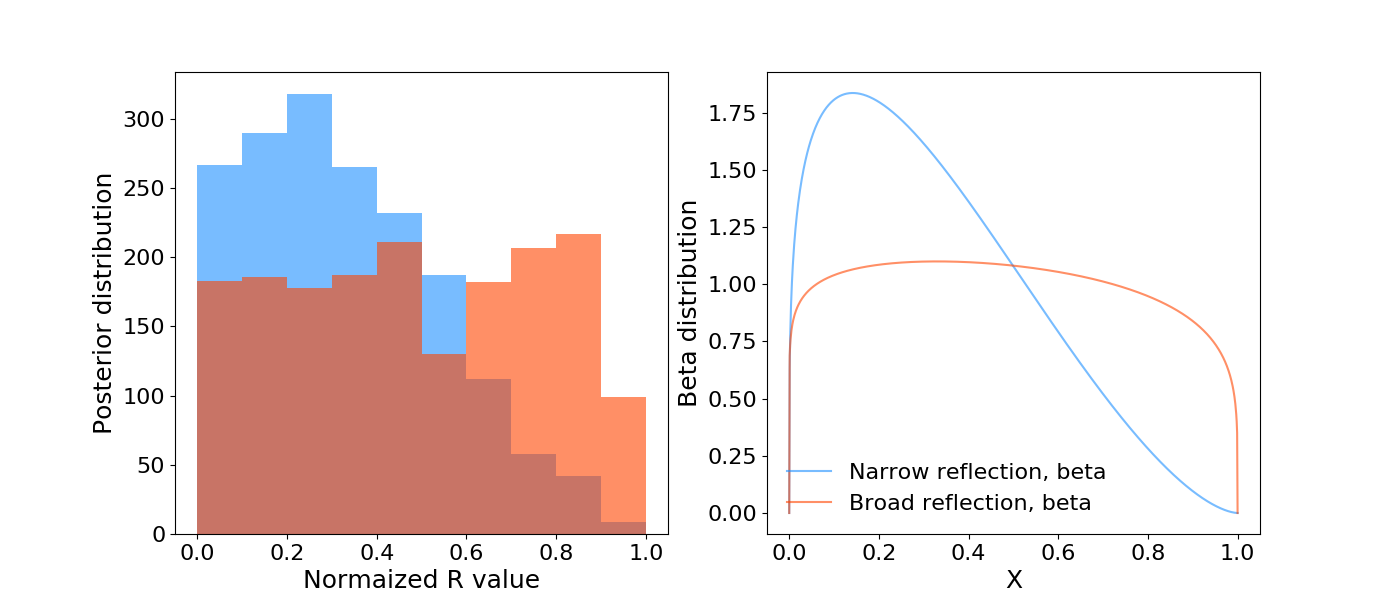 Posterior distribution
300
250
200
150
100
50
0
0.0 0.2 0.4 0.6 0.8 1.0
Normaized R value
Beta distribution
1.75
1.50
1.25
1.00
0.75
0.50
0.25
0.00
Narrow reflection, beta
Broad reflection, beta
0.0 0.2 0.4 0.6 0.8 1.0
X